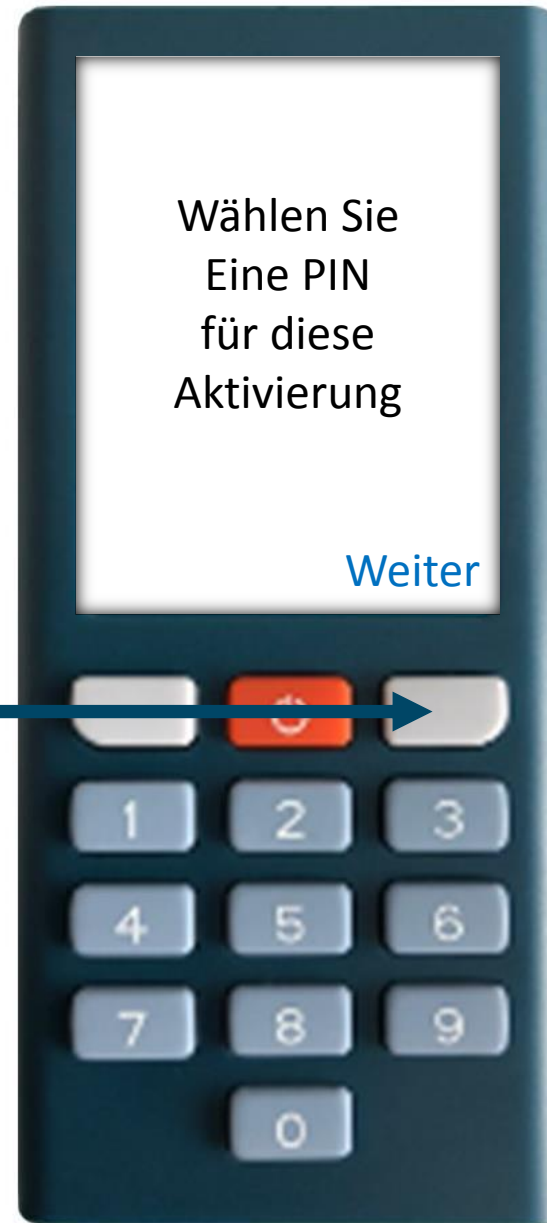 Wählen Sie
Eine PIN
für diese
Aktivierung
Weiter
1 2 3
4 5 6
7 8 9
0